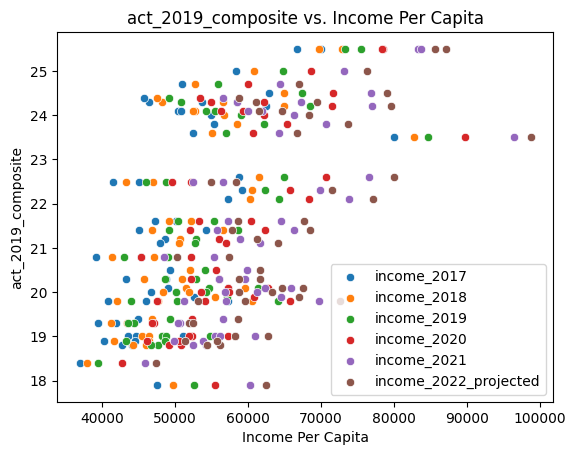 act_2019_composite vs. Income Per Capita
25
24
23
22
21
20
19
18
act_2019_composite
income_2017
income_2018
income_2019
income_2020
income_2021
income_2022_projected
40000 50000 60000 70000 80000 90000 100000
Income Per Capita